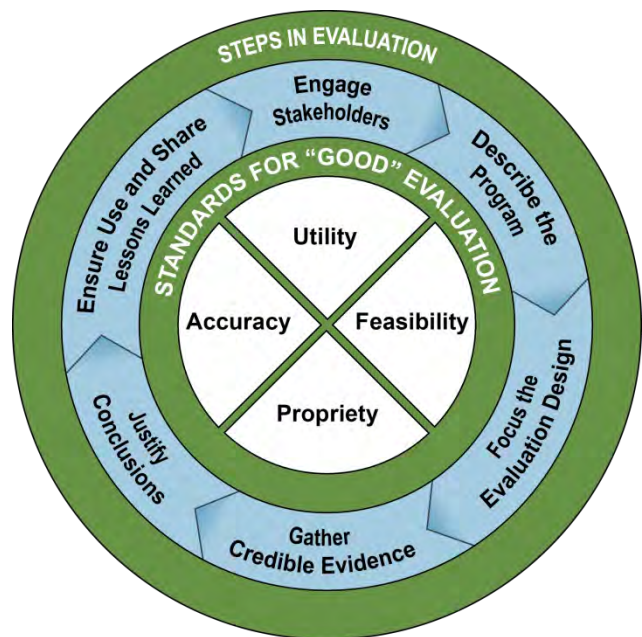 STEPS IN EVALUATION
Engage
Stakeholders
Describe the
Program
Focus the
Evaluation Design
Gather
Credible Evidence
Justify
Conclusions
Ensure Use and Share
Lessons Learned
STANDARDS FOR “GOOD” EVALUATION
Utility
Feasibility
Propriety
Accuracy